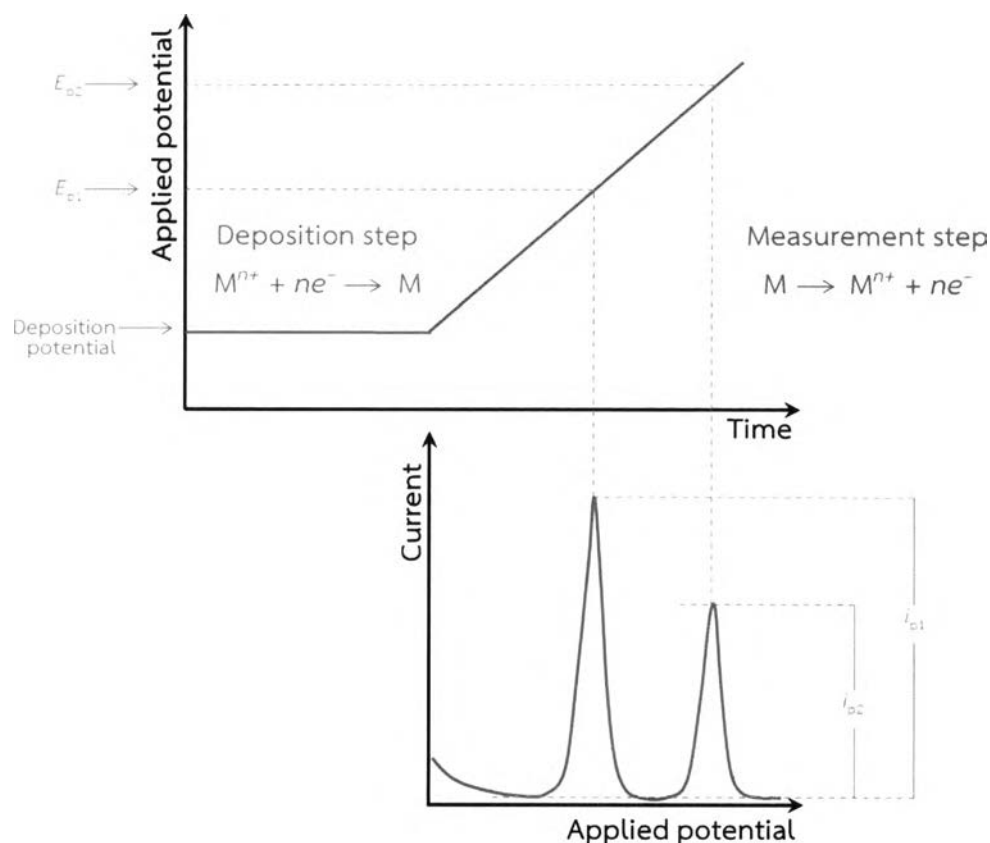 Applied potential
E_p2
E_p1
Deposition step
M^n+ + ne^- → M
Measurement step
M → M^n+ + ne^-
Deposition
potential
Time
Current
i_p1
i_p2
Applied potential